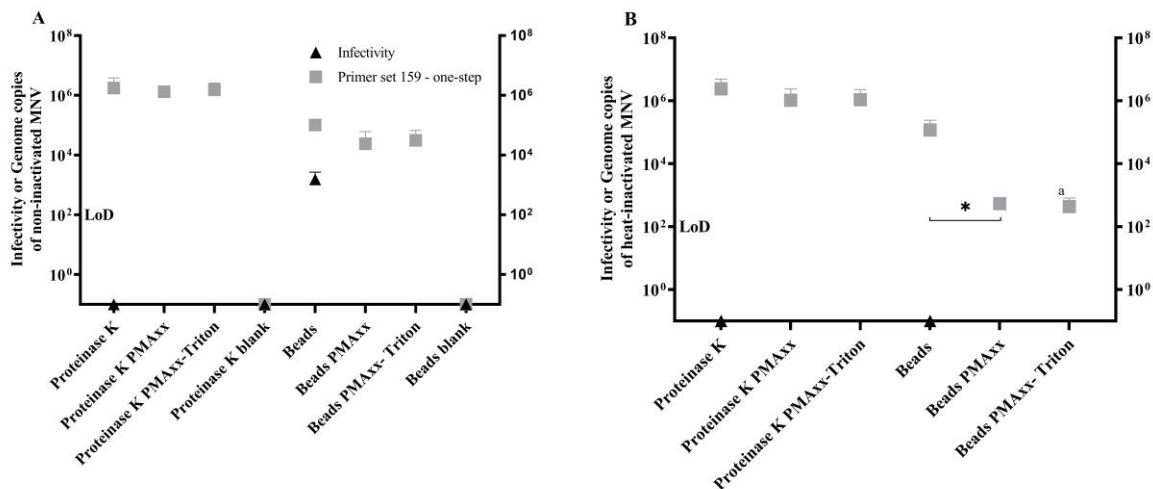 A
Infectivity or Genome copies
of non-inactivated MNV
10⁸
10⁶
10⁴
10²
10⁰
LoD
Infectivity
Primer set 159 - one-step
10⁸
10⁶
10⁴
10²
10⁰
Proteinase K
Proteinase K PMAxx
Proteinase K PMAxx-Triton
Proteinase K blank
Beads
Beads PMAxx
Beads PMAxx- Triton
Beads blank
B
Infectivity or Genome copies
of heat-inactivated MNV
10⁸
10⁶
10⁴
10²
10⁰
LoD
*
a
10⁸
10⁶
10⁴
10²
10⁰
Proteinase K
Proteinase K PMAxx
Proteinase K PMAxx-Triton
Beads
Beads PMAxx
Beads PMAxx- Triton